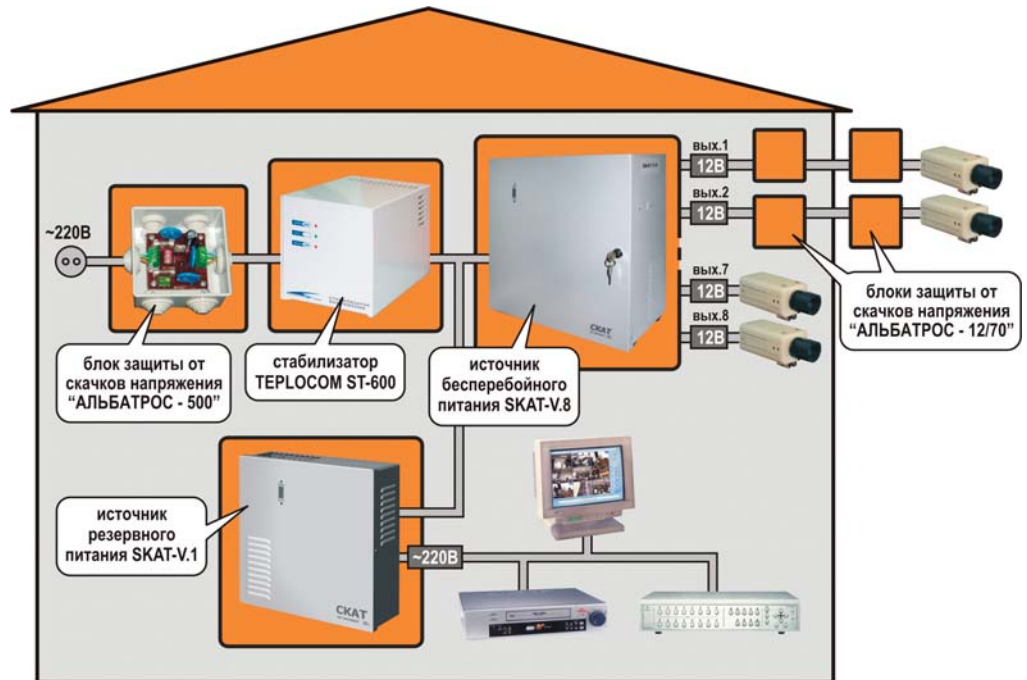 ~220В
блок защиты от
скачков напряжения
“АЛЬБАТРОС - 500”
стабилизатор
TEPLOCOM ST-600
источник
бесперебойного
питания SKAT-V.8
СКАТ
вых.1
12В
вых.2
12В
вых.7
12В
вых.8
12В
блоки защиты от
скачков напряжения
“АЛЬБАТРОС - 12/70”
источник
резервного
питания SKAT-V.1
СКАТ
~220В